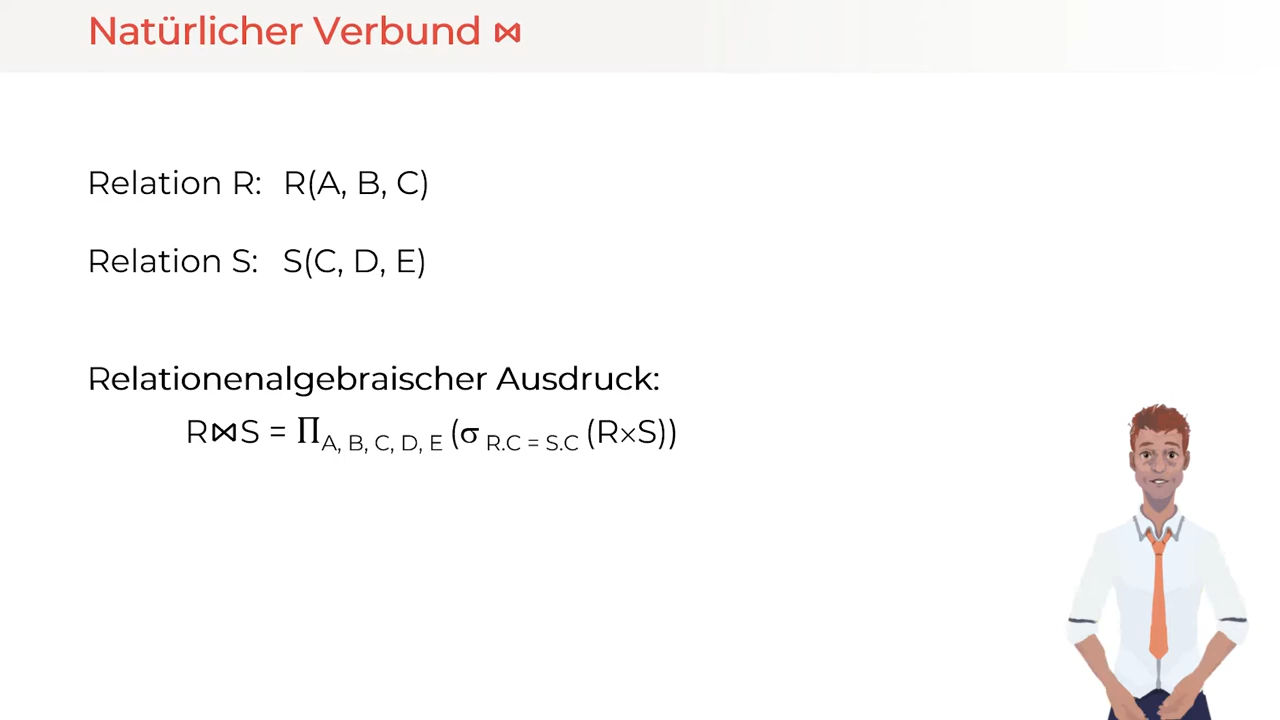 Natürlicher Verbund ⋈
Relation R: R(A, B, C)
Relation S: S(C, D, E)
Relationenalgebraischer Ausdruck:
R⋈S = Π A, B, C, D, E (σ R.C = S.C (R×S))